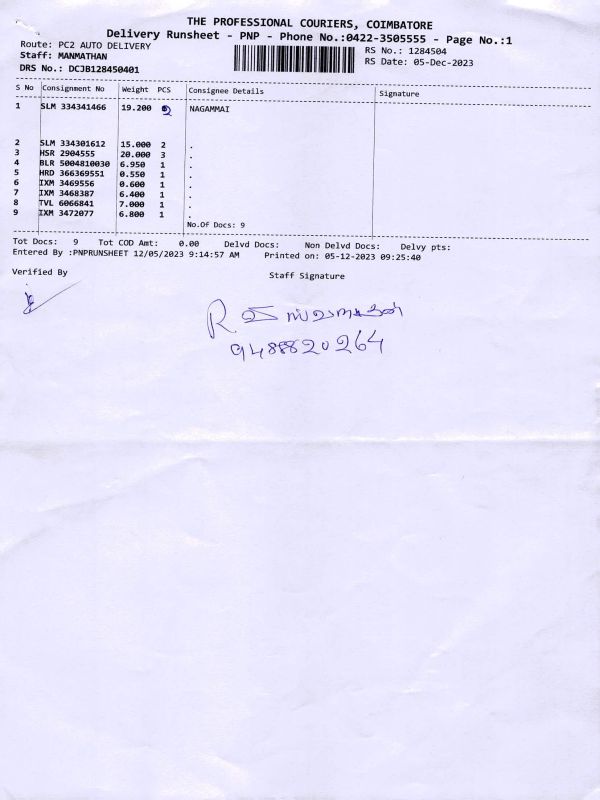 THE PROFESSIONAL COURIERS, COIMBATORE
Delivery Runsheet - PNP - Phone No.:0422-3505555 - Page No.:1
Route: PC2 AUTO DELIVERY
Staff: MANMATHAN
DRS No.: DCJB128450401
RS No.: 1284504
RS Date: 05-Dec-2023
S No Consignment No Weight PCS Consignee Details Signature
1 SLM 334341466 19.200 2 NAGAMMAI
2 SLM 334301612 15.000 2 .
3 HSR 2904555 20.000 3 .
4 BLR 5004810030 6.950 1 .
5 HRD 366369551 0.550 1 .
6 IXM 3469556 0.600 1 .
7 IXM 3468387 6.400 1 .
8 TVL 6066841 7.000 1 .
9 IXM 3472077 6.800 1 .
No.Of Docs: 9
Tot Docs: 9 Tot COD Amt: 0.00 Delvd Docs: Non Delvd Docs: Delvy pts:
Entered By :PNPRUNSHEET 12/05/2023 9:14:57 AM Printed on: 05-12-2023 09:25:40
Verified By
Staff Signature
R
9488820264